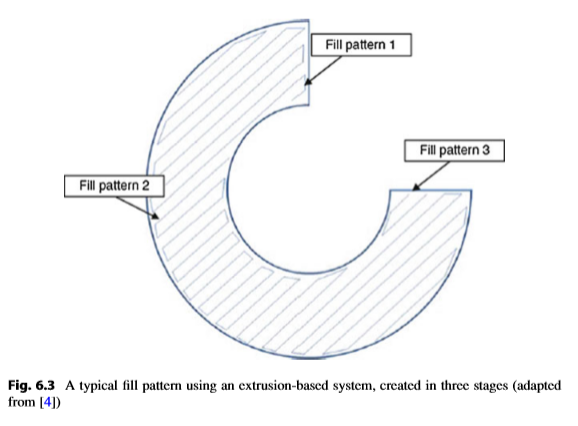 Fill pattern 1
Fill pattern 3
Fill pattern 2
Fig. 6.3 A typical fill pattern using an extrusion-based system, created in three stages (adapted
from [4])